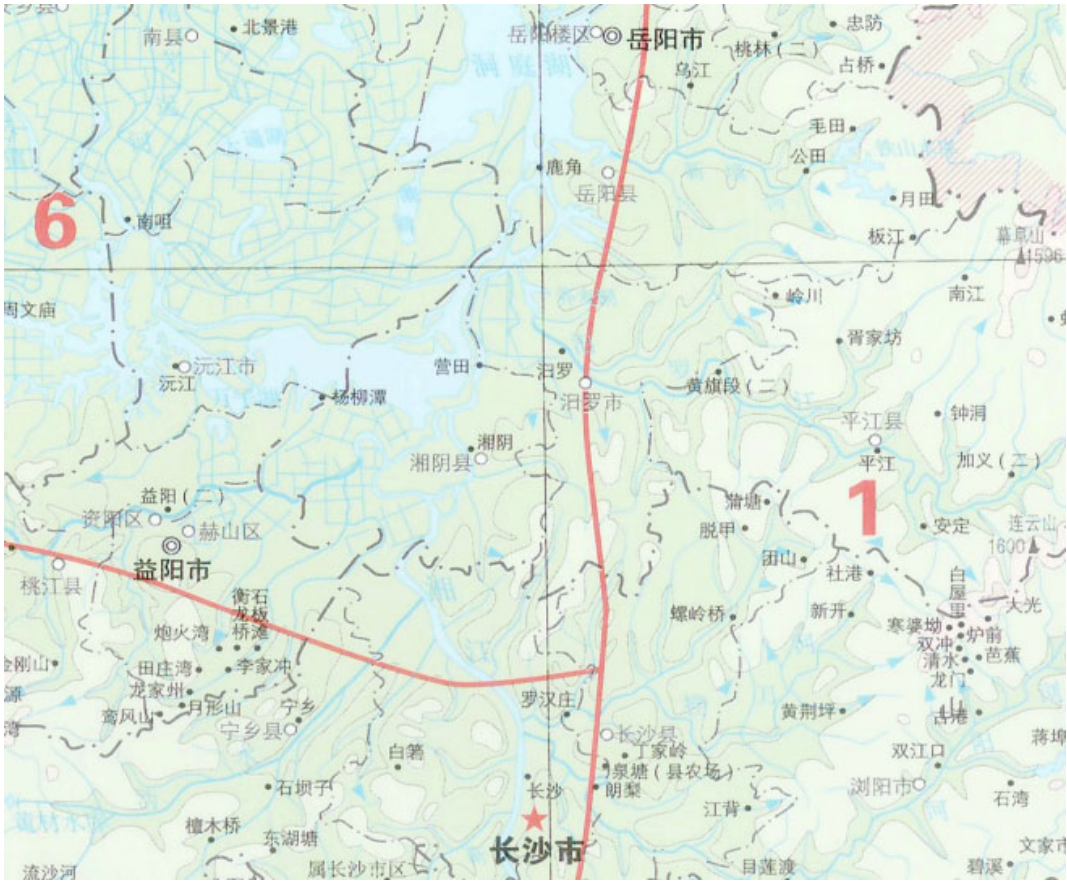 南县
北景港
岳阳楼区
岳阳市
桃林(二)
忠防
占桥
乌江
洞庭湖
毛田
公田
鹿角
岳阳县
月田
南咀
6
板江
幕阜山
1596
周文庙
岭川
南江
胥家坊
沅江市
沅江
营田
汨罗
汨罗市
黄旗段(二)
杨柳潭
平江县
平江
钟洞
湘阴
湘阴县
加义(二)
益阳(二)
资阳区
赫山区
益阳市
蒲塘
脱甲
1
安定
连云山
1600
桃江县
团山
社港
白屋里
大光
衡龙桥
石板滩
炮火湾
螺岭桥
新开
寒婆坳
炉前
双冲
芭蕉
清水
龙门
金刚山
田庄湾
李家冲
龙家州
月形山
鸾凤山
宁乡
宁乡县
罗汉庄
长沙县
丁家岭
黄荆坪
古港
双江口
蒋埠
白箬
泉塘(县农场)
朗梨
长沙
长沙市
石坝子
江背
浏阳市
石湾
檀木桥
东湖塘
流沙河
属长沙市区
目莲渡
碧溪
文家市